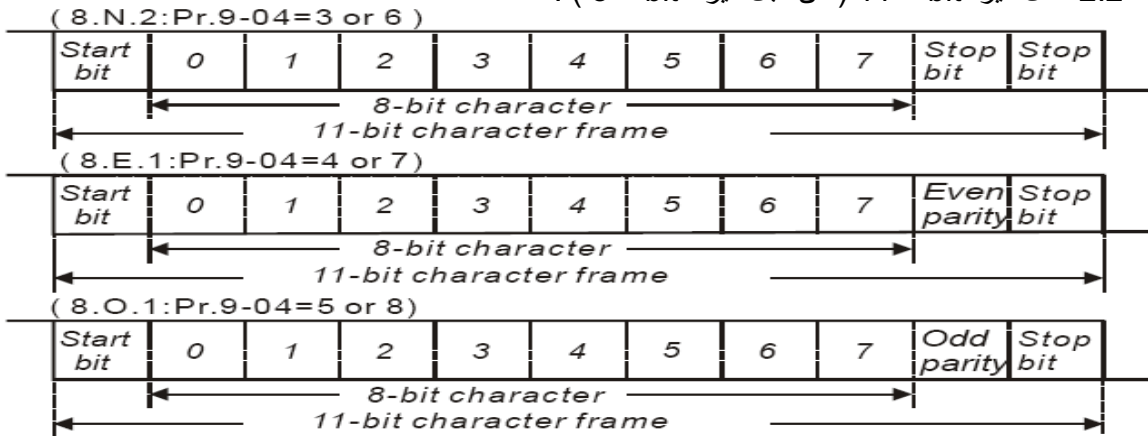 ( 8.N.2:Pr.9-04=3 or 6 )
Start bit 0 1 2 3 4 5 6 7 Stop bit Stop bit
8-bit character
11-bit character frame
( 8.E.1:Pr.9-04=4 or 7)
Start bit 0 1 2 3 4 5 6 7 Even parity Stop bit
8-bit character
11-bit character frame
( 8.O.1:Pr.9-04=5 or 8)
Start bit 0 1 2 3 4 5 6 7 Odd parity Stop bit
8-bit character
11-bit character frame